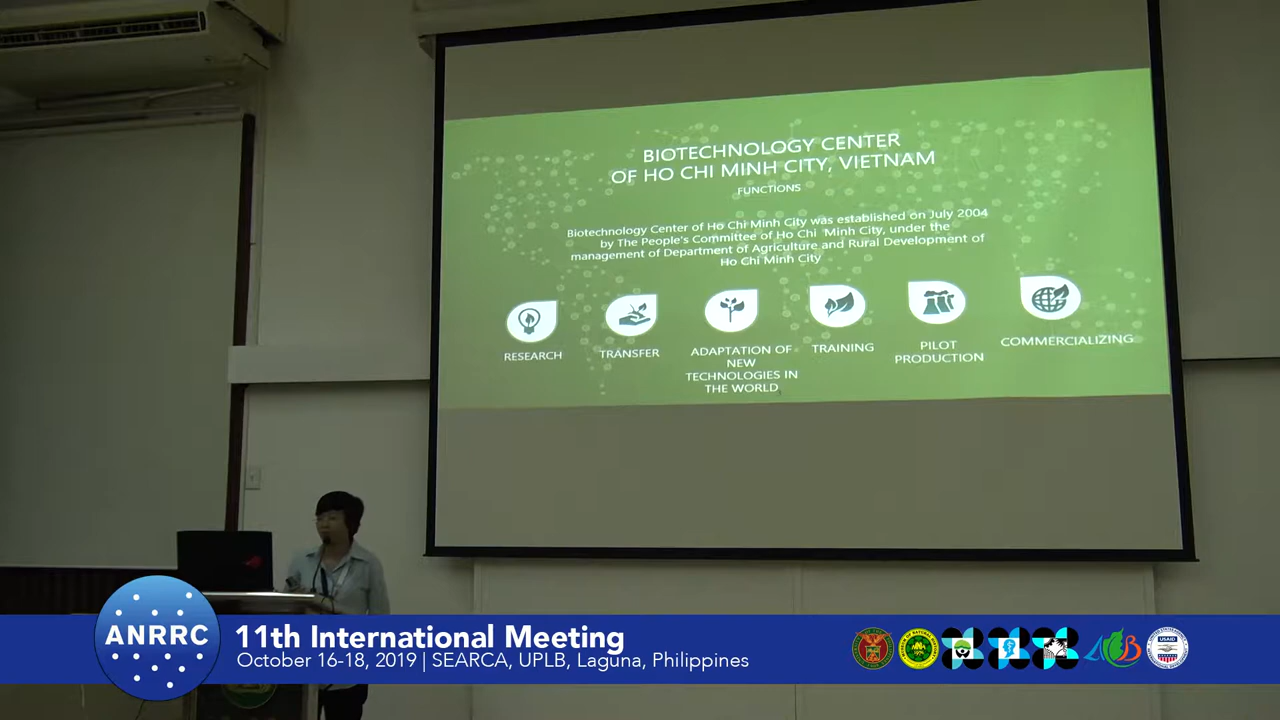 BIOTECHNOLOGY CENTER
OF HO CHI MINH CITY, VIETNAM
FUNCTIONS
Biotechnology Center of Ho Chi Minh City was established on July 2004
by The People's Committee of Ho Chi Minh City, under the
management of Department of Agriculture and Rural Development of
Ho Chi Minh City
RESEARCH
TRANSFER
ADAPTATION OF
NEW
TECHNOLOGIES IN
THE WORLD
TRAINING
PILOT
PRODUCTION
COMMERCIALIZING
ANRRC
11th International Meeting
October 16-18, 2019 | SEARCA, UPLB, Laguna, Philippines
USAID